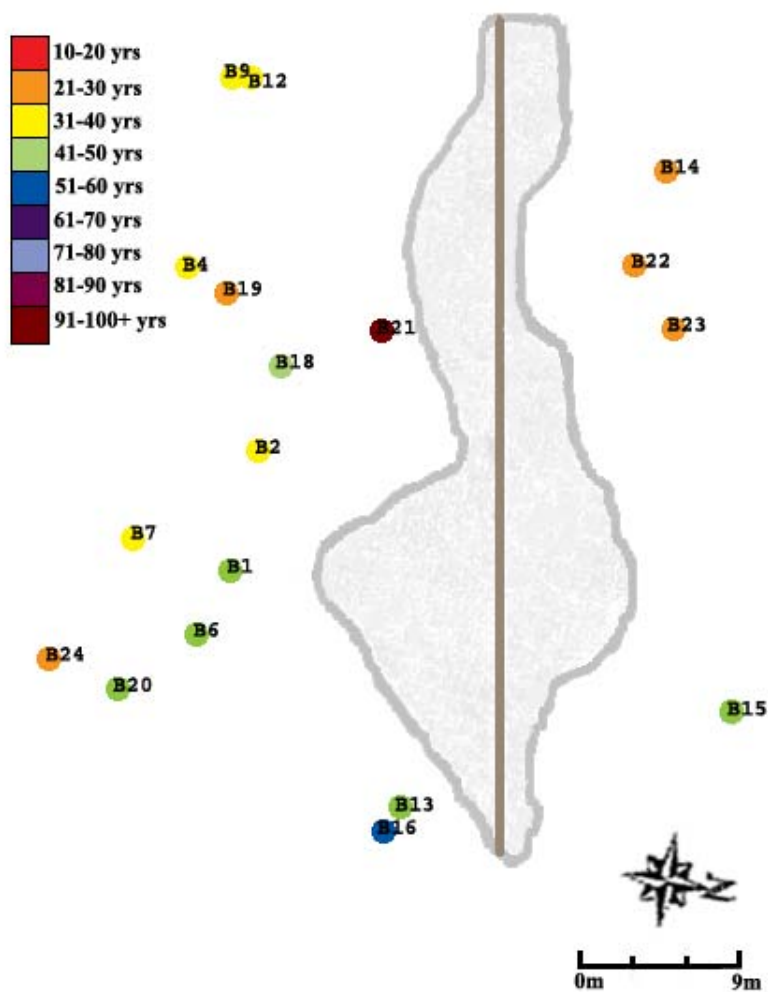 10-20 yrs
21-30 yrs
31-40 yrs
41-50 yrs
51-60 yrs
61-70 yrs
71-80 yrs
81-90 yrs
91-100+ yrs
B9
B12
B14
B4
B22
B19
B21
B23
B18
B2
B7
B1
B6
B24
B20
B15
B13
B16
N
0m
9m